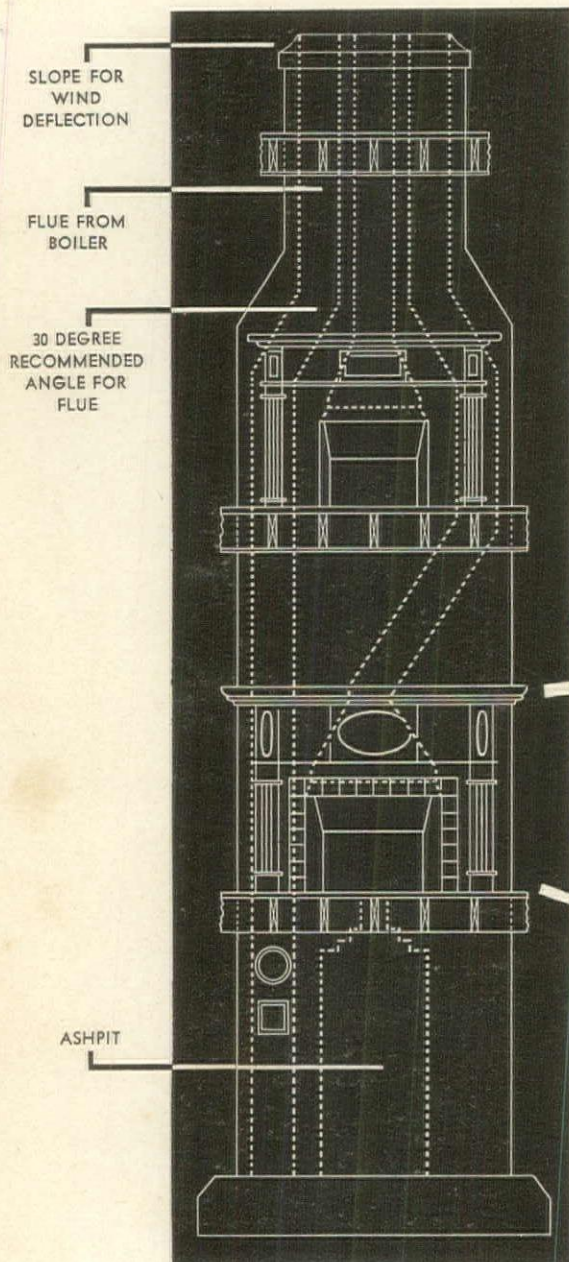 SLOPE FOR
WIND
DEFLECTION
FLUE FROM
BOILER
30 DEGREE
RECOMMENDED
ANGLE FOR
FLUE
ASHPIT